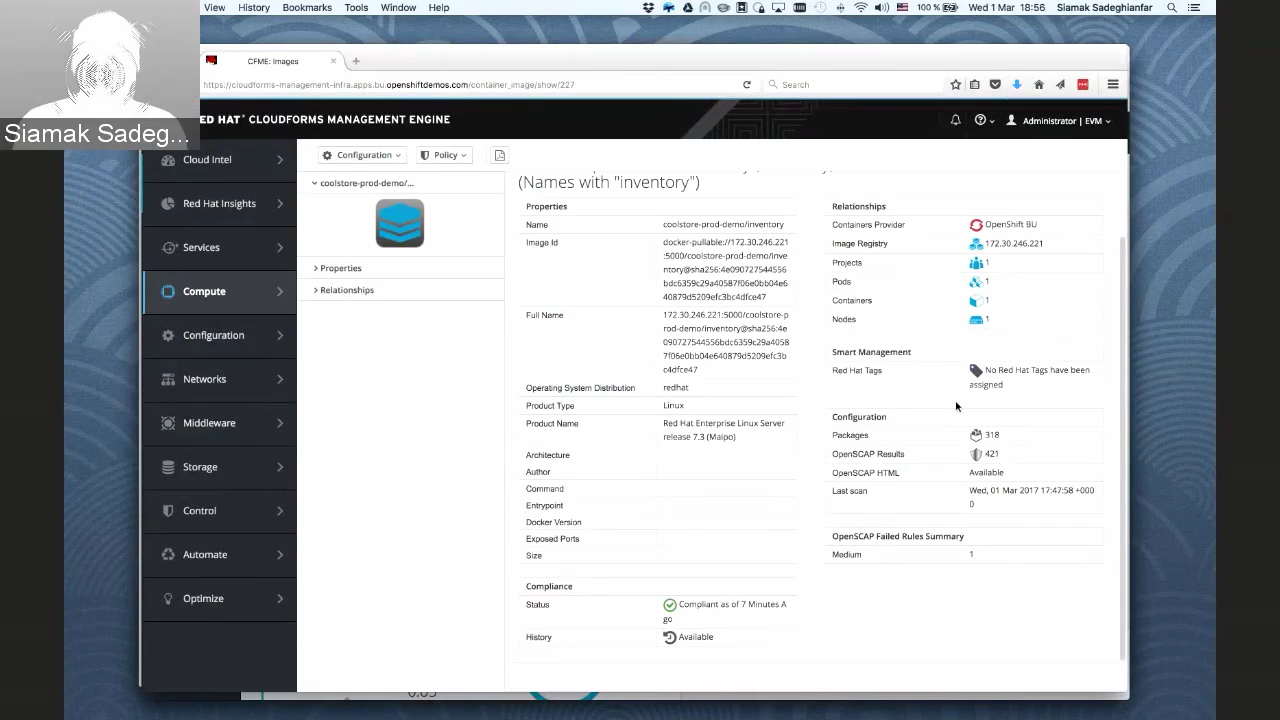 View History Bookmarks Tools Window Help 100 % Wed 1 Mar 18:56 Siamak Sadeghianfar
Siamak Sadeg...
CFME: Images
https://cloudforms-management-infra.apps.bu.openshiftdemos.com/container_image/show/227
Search
RED HAT® CLOUDFORMS MANAGEMENT ENGINE
Administrator | EVM
Cloud Intel
Red Hat Insights
Services
Compute
Configuration
Networks
Middleware
Storage
Control
Automate
Optimize
Configuration
Policy
coolstore-prod-demo/...
Properties
Relationships
(Names with "inventory")
Properties
Name coolstore-prod-demo/inventory
Image Id docker-pullable://172.30.246.221
:5000/coolstore-prod-demo/inve
ntory@sha256:4e090727544556
bdc6359c29a40587f06e0bb04e6
40879d5209efc3bc4dfce47
Full Name 172.30.246.221:5000/coolstore-p
rod-demo/inventory@sha256:4e
090727544556bdc6359c29a4058
7f06e0bb04e640879d5209efc3b
c4dfce47
Operating System Distribution redhat
Product Type Linux
Product Name Red Hat Enterprise Linux Server
release 7.3 (Maipo)
Architecture
Author
Command
Entrypoint
Docker Version
Exposed Ports
Size
Compliance
Status Compliant as of 7 Minutes A
go
History Available
Relationships
Containers Provider OpenShift BU
Image Registry 172.30.246.221
Projects 1
Pods 1
Containers 1
Nodes 1
Smart Management
Red Hat Tags No Red Hat Tags have been
assigned
Configuration
Packages 318
OpenSCAP Results 421
OpenSCAP HTML Available
Last scan Wed, 01 Mar 2017 17:47:58 +000
0
OpenSCAP Failed Rules Summary
Medium 1